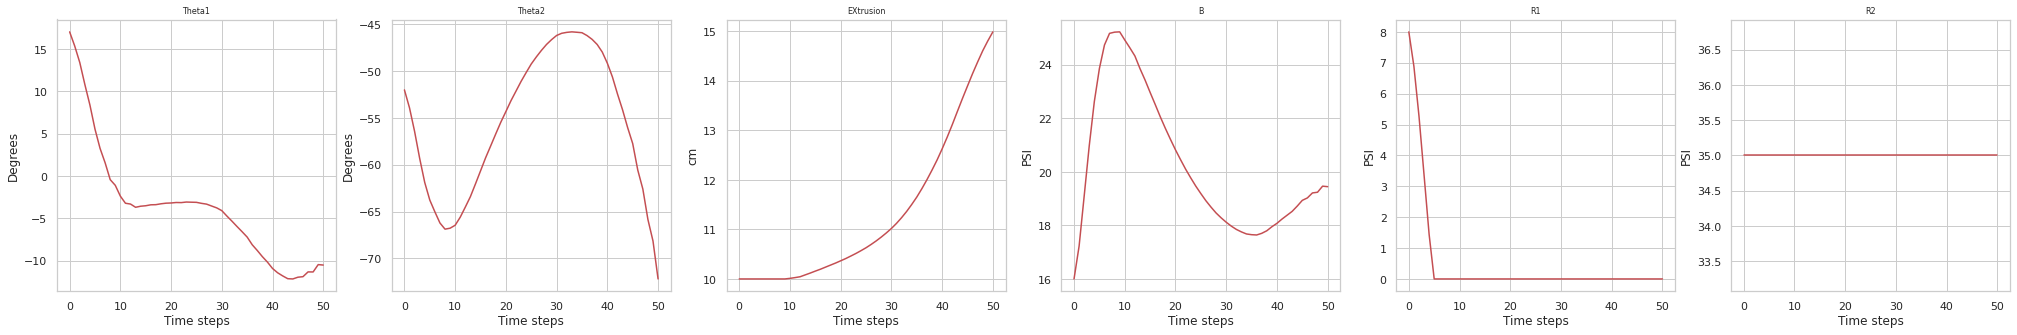 Theta1
Degrees
15
10
5
0
−5
−10
0 10 20 30 40 50
Time steps
Theta2
Degrees
−45
−50
−55
−60
−65
−70
0 10 20 30 40 50
Time steps
EXtrusion
cm
15
14
13
12
11
10
0 10 20 30 40 50
Time steps
B
PSI
24
22
20
18
16
0 10 20 30 40 50
Time steps
R1
PSI
8
7
6
5
4
3
2
1
0
0 10 20 30 40 50
Time steps
R2
PSI
36.5
36.0
35.5
35.0
34.5
34.0
33.5
0 10 20 30 40 50
Time steps